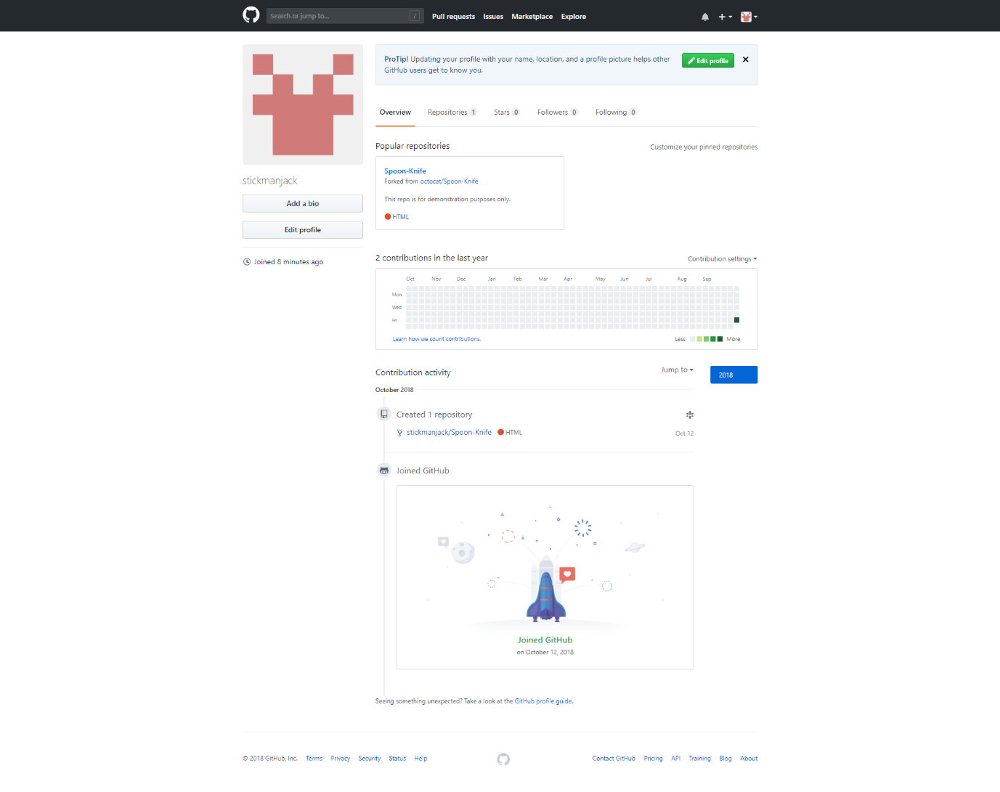 Search or jump to...
/
Pull requests Issues Marketplace Explore
ProTip! Updating your profile with your name, location, and a profile picture helps other
GitHub users get to know you.
Edit profile
Overview Repositories 1 Stars 0 Followers 0 Following 0
stickmanjack
Add a bio
Edit profile
Joined 8 minutes ago
Popular repositories
Customize your pinned repositories
Spoon-Knife
Forked from octocat/Spoon-Knife
This repo is for demonstration purposes only.
HTML
2 contributions in the last year
Contribution settings
Oct Nov Dec Jan Feb Mar Apr May Jun Jul Aug Sep
Mon
Wed
Fri
Learn how we count contributions.
Less More
Contribution activity
Jump to
2018
October 2018
Created 1 repository
stickmanjack/Spoon-Knife HTML
Oct 12
Joined GitHub
Joined GitHub
on October 12, 2018
Seeing something unexpected? Take a look at the GitHub profile guide.
© 2018 GitHub, Inc. Terms Privacy Security Status Help
Contact GitHub Pricing API Training Blog About